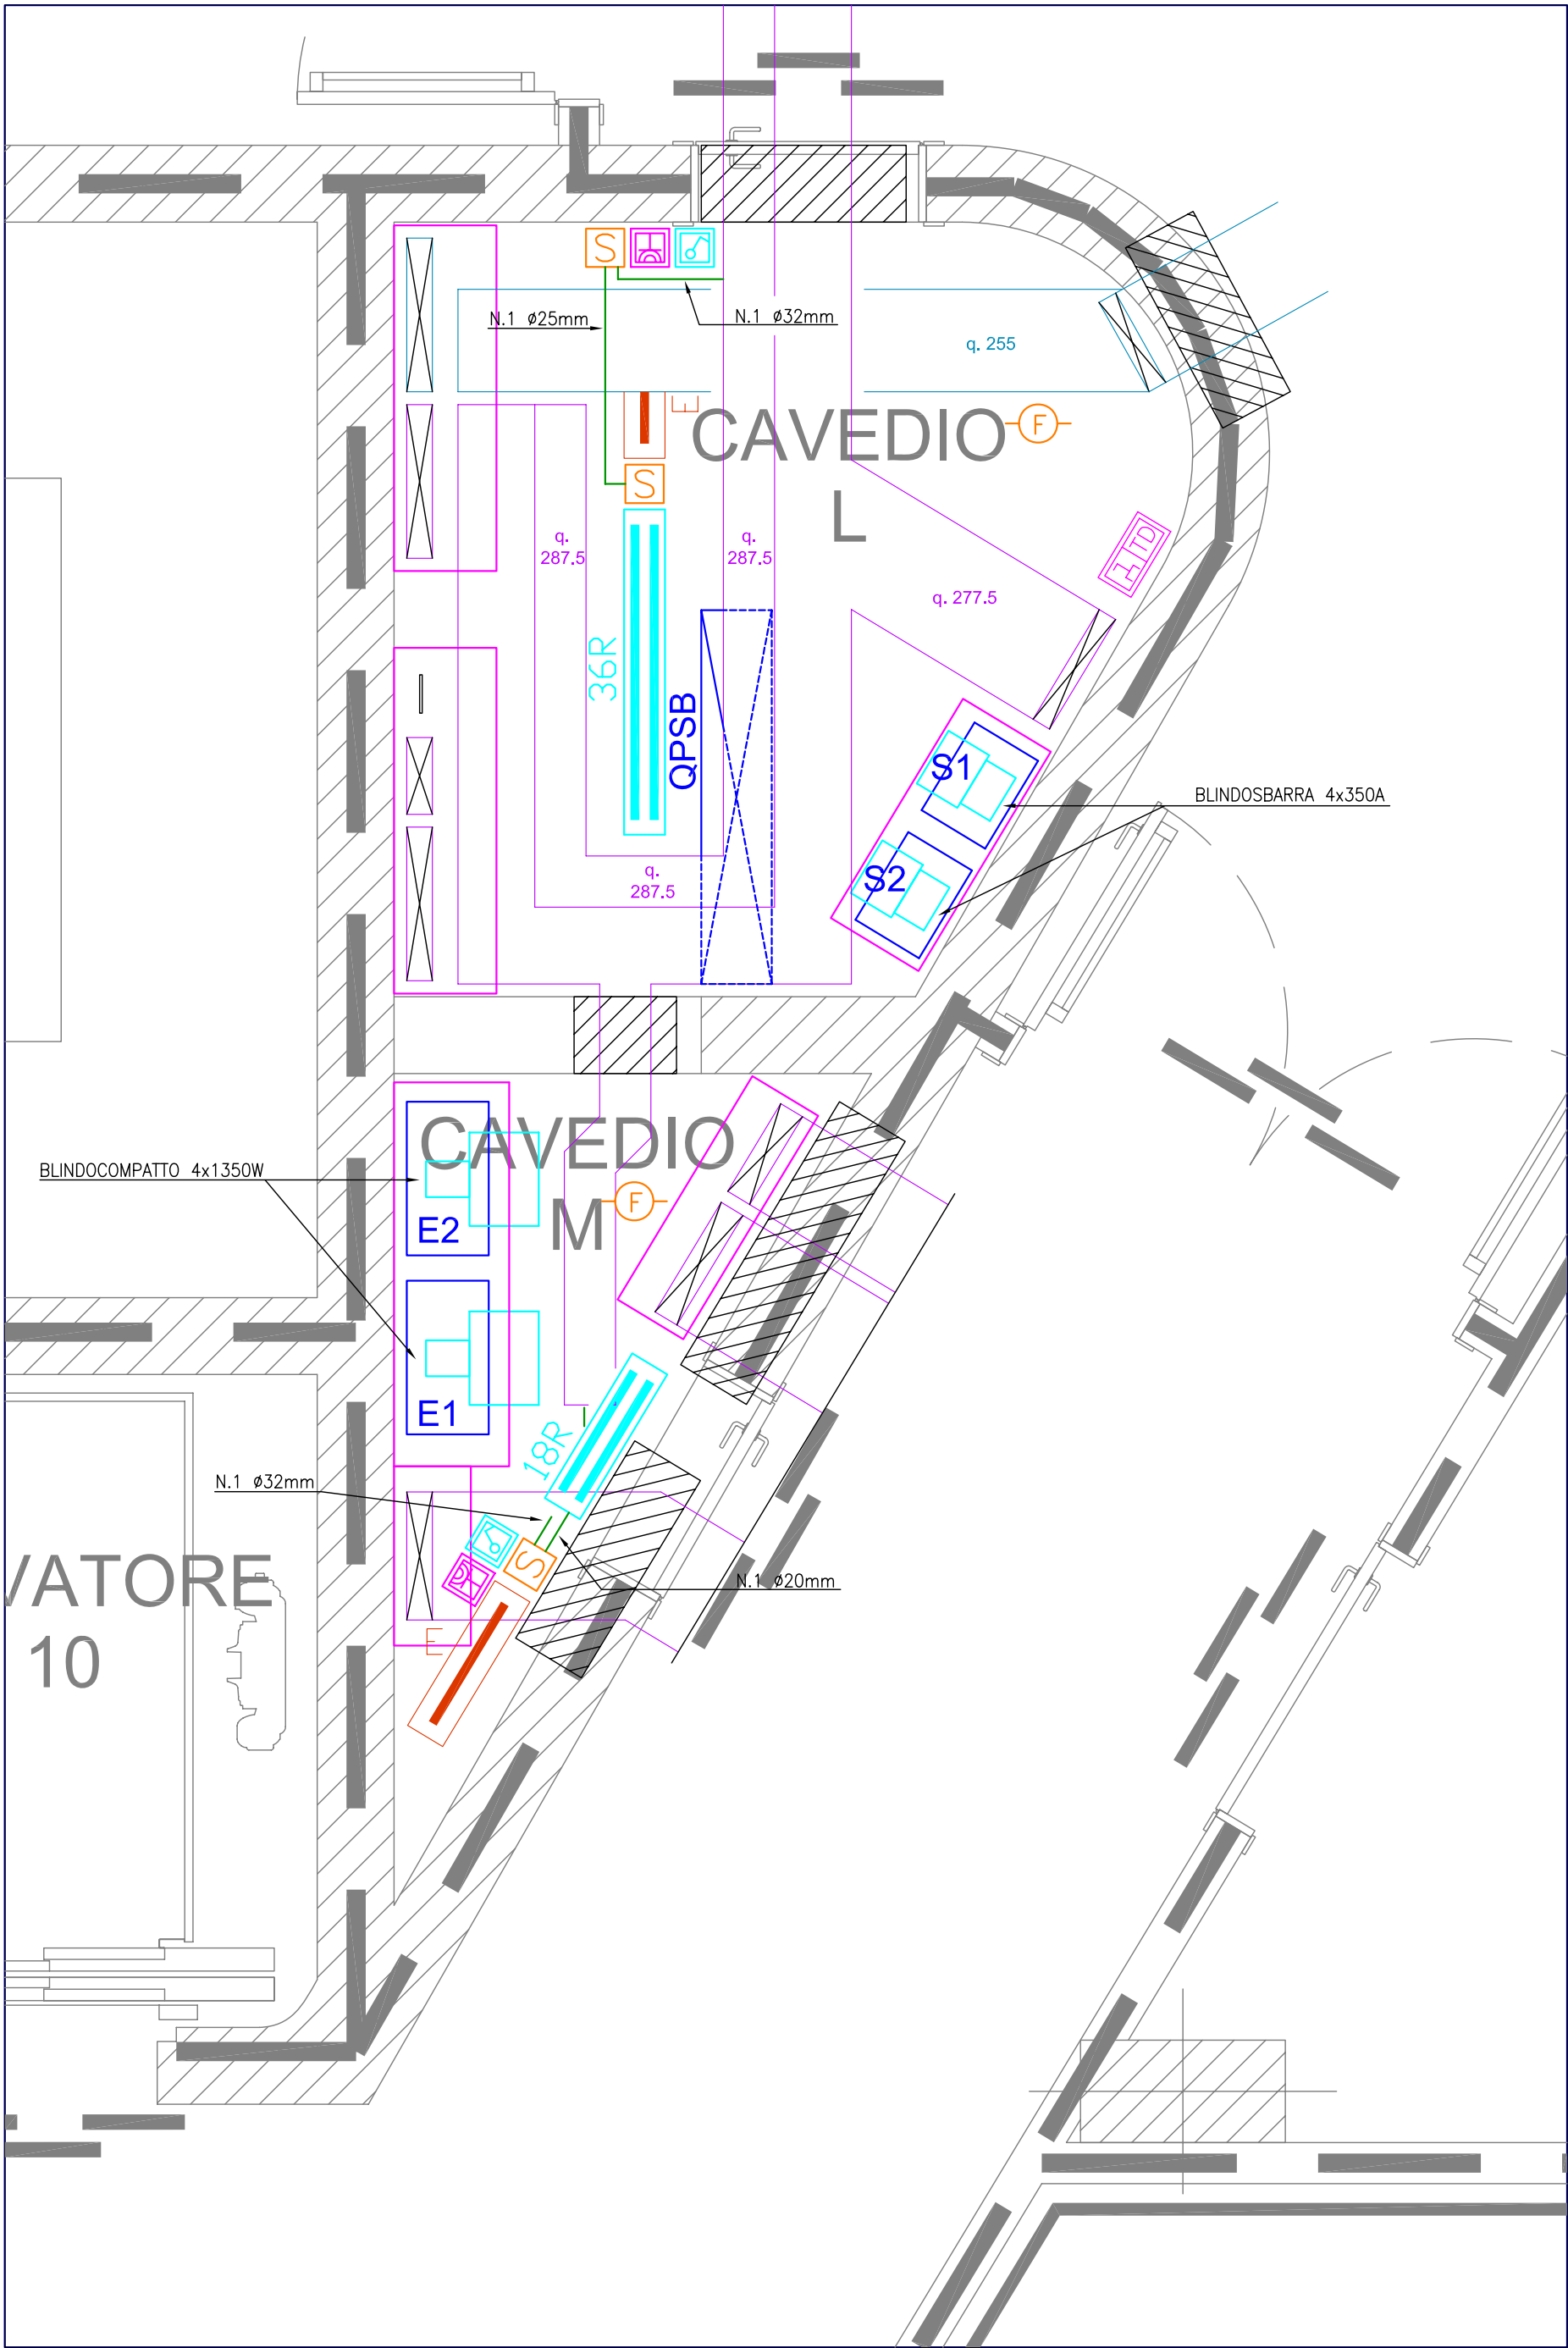 S
N.1 ø25mm
N.1 ø32mm
q. 255
E
CAVEDIO
L
F
S
q.
287.5
q.
287.5
1TD
q. 277.5
36R
QPSB
S1
BLINDOSBARRA 4x350A
S2
q.
287.5
CAVEDIO
M
F
BLINDOCOMPATTO 4x1350W
E2
E1
18R
N.1 ø32mm
S
N.1 ø20mm
VATORE
10
E